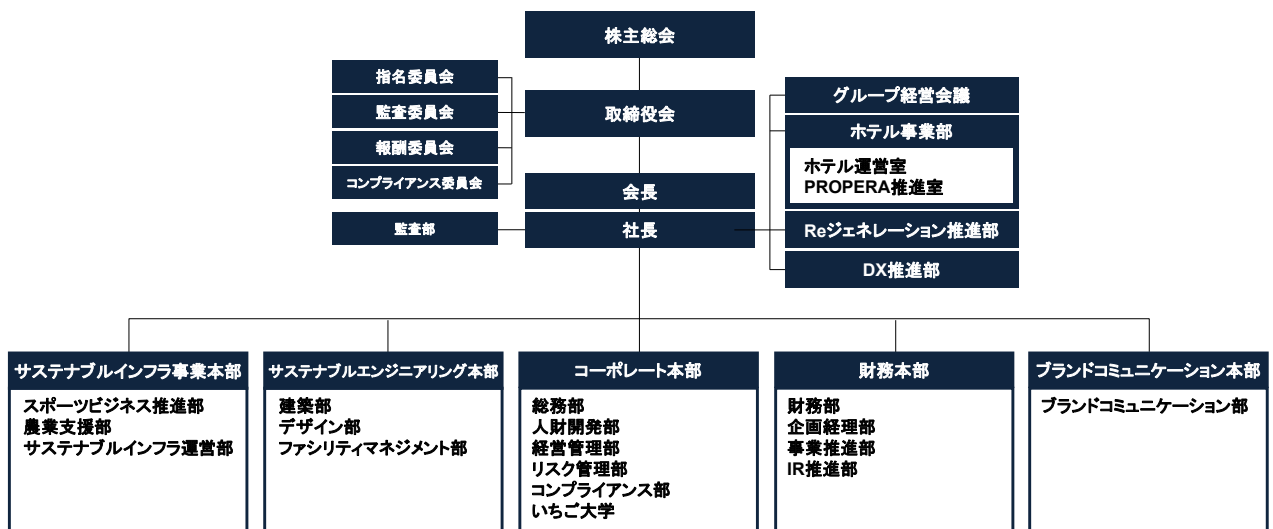 株主総会
指名委員会
監査委員会
報酬委員会
コンプライアンス委員会
取締役会
会長
監査部
社長
グループ経営会議
ホテル事業部
ホテル運営室
PROPERA推進室
Reジェネレーション推進部
DX推進部
サステナブルインフラ事業本部
スポーツビジネス推進部
農業支援部
サステナブルインフラ運営部
サステナブルエンジニアリング本部
建築部
デザイン部
ファシリティマネジメント部
コーポレート本部
総務部
人財開発部
経営管理部
リスク管理部
コンプライアンス部
いちご大学
財務本部
財務部
企画経理部
事業推進部
IR推進部
ブランドコミュニケーション本部
ブランドコミュニケーション部